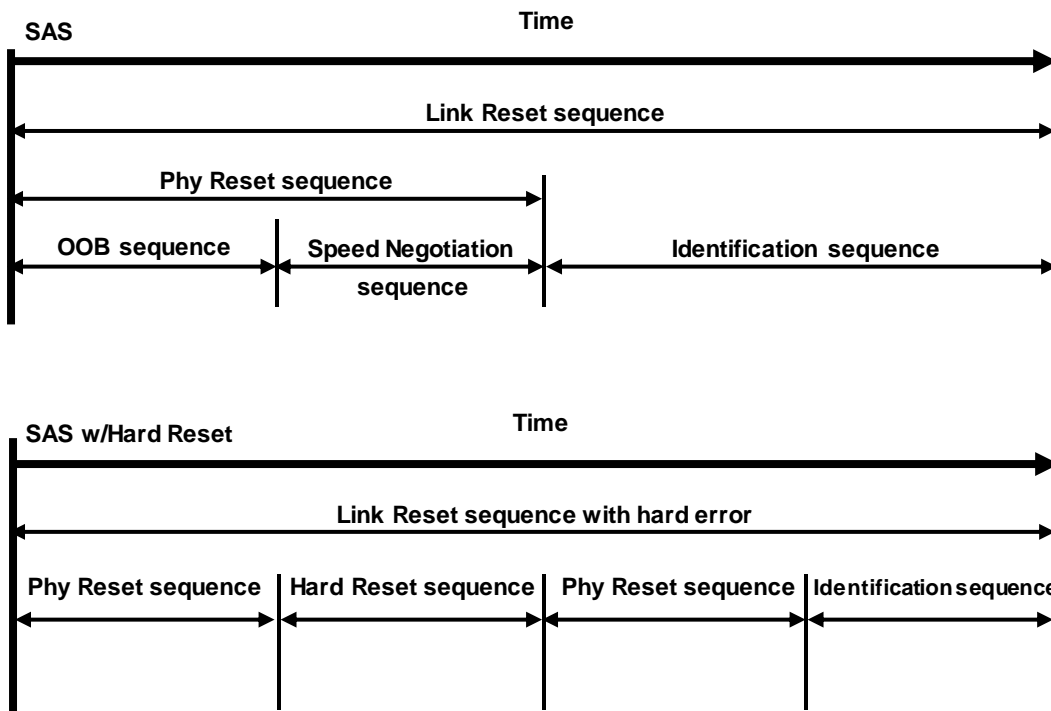 Time
SAS
Link Reset sequence
Phy Reset sequence
OOB sequence
Speed Negotiation
sequence
Identification sequence
Time
SAS w/Hard Reset
Link Reset sequence with hard error
Phy Reset sequence
Hard Reset sequence
Phy Reset sequence
Identification sequence